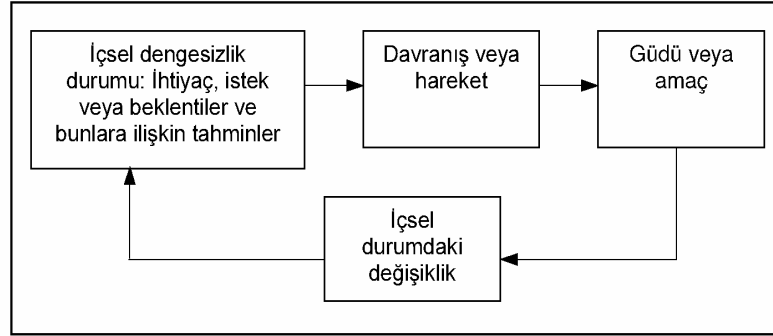 İçsel dengesizlik
durumu: İhtiyaç, istek
veya beklentiler ve
bunlara ilişkin tahminler
Davranış veya
hareket
Güdü veya
amaç
İçsel
durumdaki
değişiklik